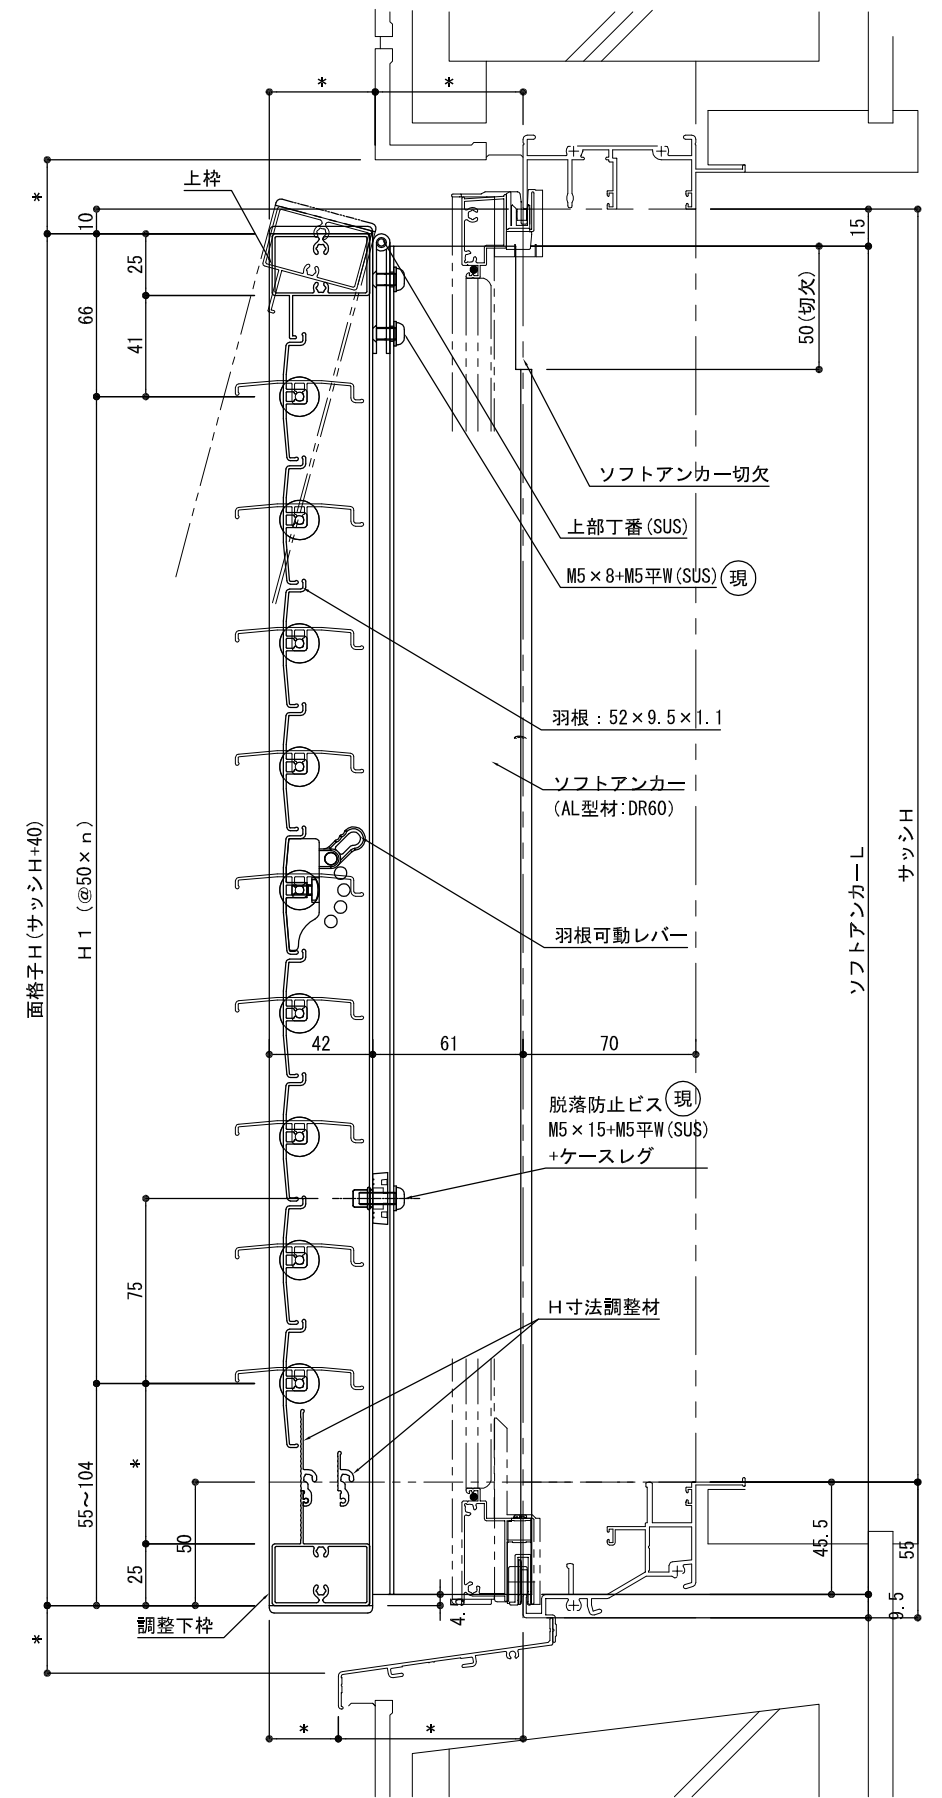 *
*
上枠
*
10
25
66
41
15
50(切欠)
ソフトアンカー切欠
上部丁番(SUS)
M5×8+M5平W(SUS) 現
羽根：52×9.5×1.1
ソフトアンカー
(AL型材:DR60)
面格子H(サッシH+40)
H1 (@50×n)
サッシH
ソフトアンカーL
羽根可動レバー
42
61
70
脱落防止ビス 現
M5×15+M5平W(SUS)
+ケースレグ
75
H寸法調整材
*
55～104
50
25
45.5
55
9.5
調整下枠
*
*
*